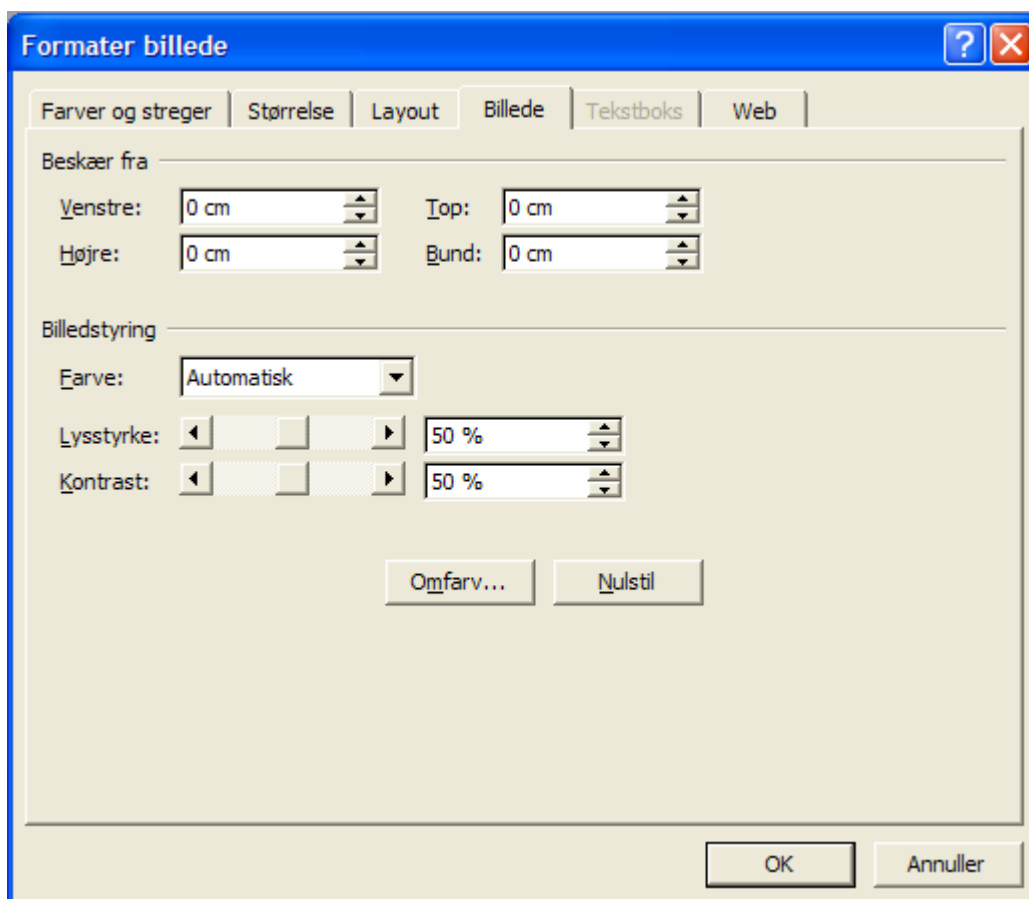 Formater billede
Farver og streger Størrelse Layout Billede Tekstboks Web
Beskær fra
Venstre: 0 cm Top: 0 cm
Højre: 0 cm Bund: 0 cm
Billedstyring
Farve: Automatisk
Lysstyrke: 50 %
Kontrast: 50 %
Omfarv... Nulstil
OK Annuller